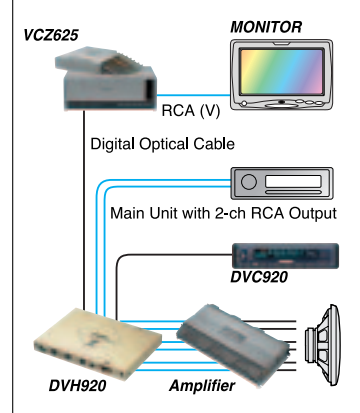 VCZ625
MONITOR
RCA (V)
Digital Optical Cable
Main Unit with 2-ch RCA Output
DVC920
DVH920
Amplifier